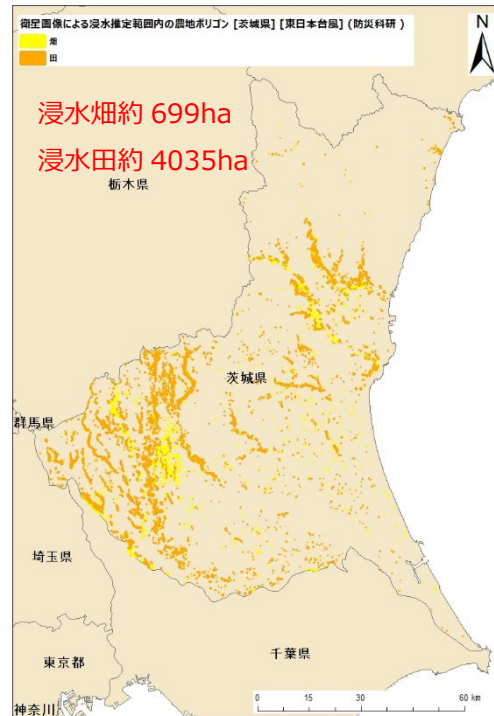 衛星画像による浸水推定範囲内の農地ポリゴン [茨城県] [東日本台風] (防災科研)
畑
田
N
浸水畑約 699ha
浸水田約 4035ha
栃木県
茨城県
群馬県
埼玉県
千葉県
東京都
神奈川
0 15 30 60 km